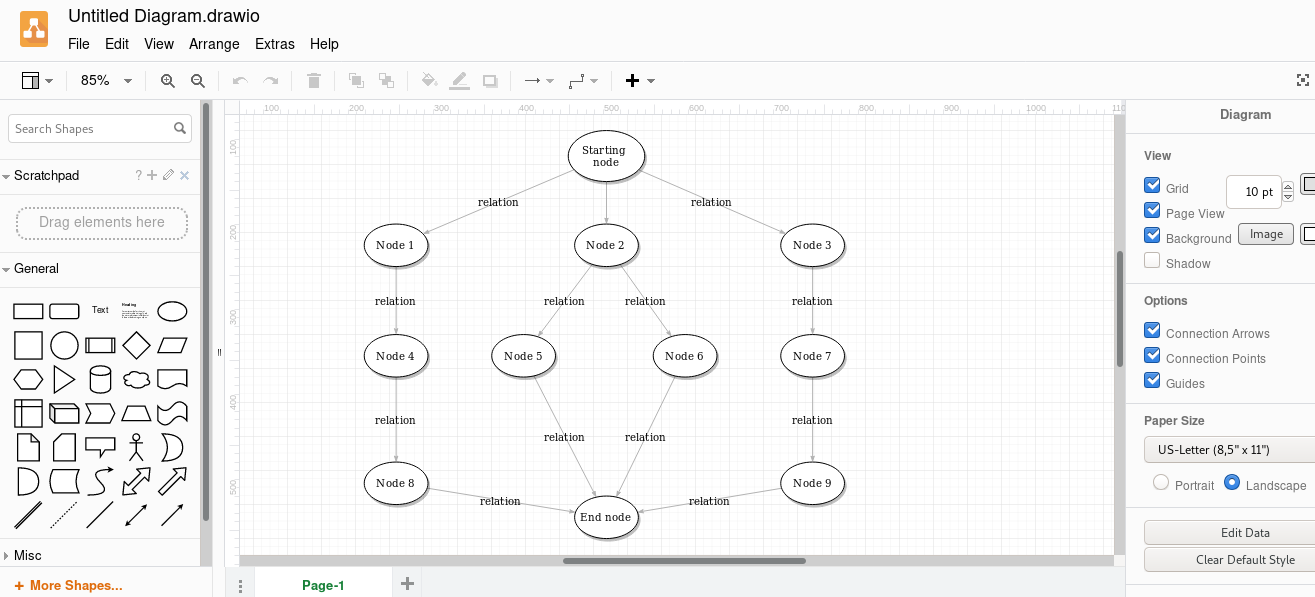 Untitled Diagram.drawio
File Edit View Arrange Extras Help
85%
Search Shapes
Scratchpad
?
Drag elements here
General
Text
Heading
Misc
+ More Shapes...
100 200 300 400 500 600 700 800 900 1000 110
100
200
300
400
500
Starting
node
relation
relation
Node 1
Node 2
Node 3
relation
relation
relation
relation
Node 4
Node 5
Node 6
Node 7
relation
relation
relation
relation
Node 8
Node 9
relation
relation
End node
Page-1
Diagram
View
Grid
10 pt
Page View
Background
Image
Shadow
Options
Connection Arrows
Connection Points
Guides
Paper Size
US-Letter (8,5" x 11")
Portrait
Landscape
Edit Data
Clear Default Style